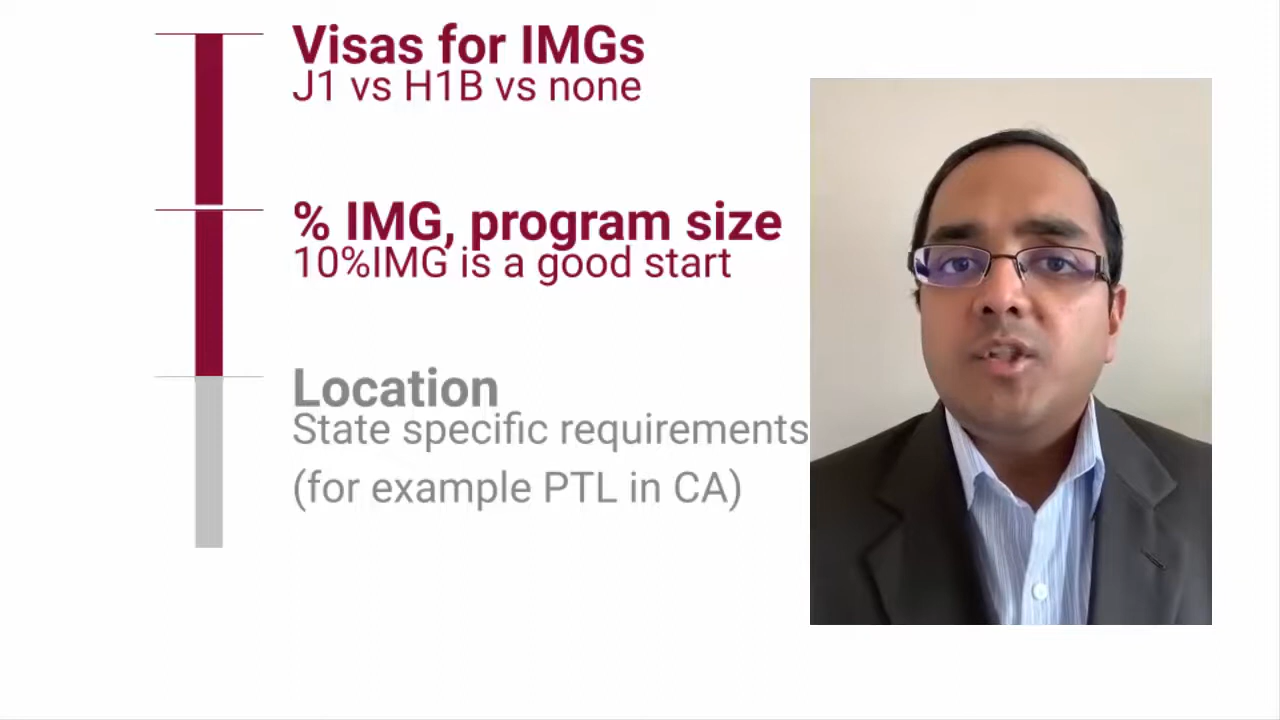 Visas for IMGs
J1 vs H1B vs none
% IMG, program size
10%IMG is a good start
Location
State specific requirements
(for example PTL in CA)